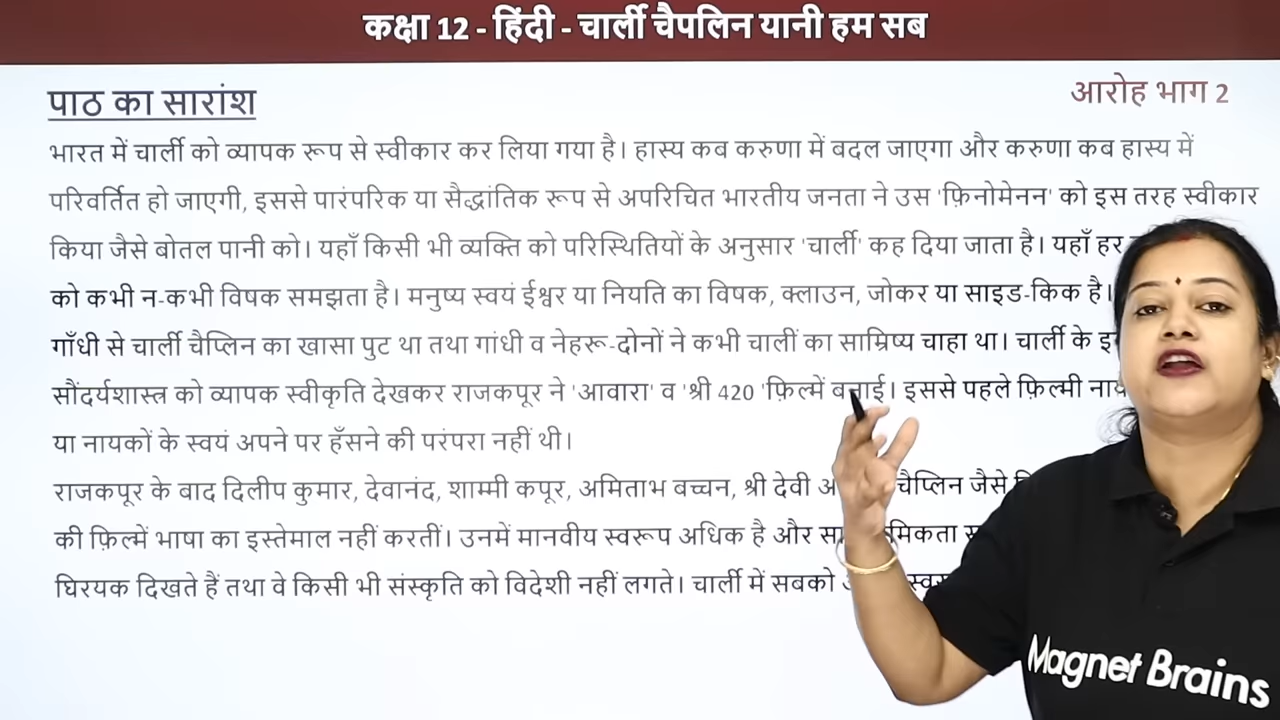 कक्षा 12 - हिंदी - चार्ली चैपलिन यानी हम सब
पाठ का सारांश
आरोह भाग 2
भारत में चार्ली को व्यापक रूप से स्वीकार कर लिया गया है। हास्य कब करुणा में बदल जाएगा और करुणा कब हास्य में
परिवर्तित हो जाएगी, इससे पारंपरिक या सैद्धांतिक रूप से अपरिचित भारतीय जनता ने उस 'फ़िनोमेनन' को इस तरह स्वीकार
किया जैसे बोतल पानी को। यहाँ किसी भी व्यक्ति को परिस्थितियों के अनुसार 'चार्ली' कह दिया जाता है। यहाँ हर
को कभी न-कभी विषक समझता है। मनुष्य स्वयं ईश्वर या नियति का विषक, क्लाउन, जोकर या साइड-किक है।
गाँधी से चार्ली चैप्लिन का खासा पुट था तथा गांधी व नेहरू-दोनों ने कभी चालीं का साम्रिष्य चाहा था। चार्ली के
सौंदर्यशास्त्र को व्यापक स्वीकृति देखकर राजकपूर ने 'आवारा' व 'श्री 420 'फ़िल्में बनाई। इससे पहले फ़िल्मी
या नायकों के स्वयं अपने पर हँसने की परंपरा नहीं थी।
राजकपूर के बाद दिलीप कुमार, देवानंद, शाम्मी कपूर, अमिताभ बच्चन, श्री देवी चैप्लिन जैसे
की फ़िल्में भाषा का इस्तेमाल नहीं करतीं। उनमें मानवीय स्वरूप अधिक है और
घिरयक दिखते हैं तथा वे किसी भी संस्कृति को विदेशी नहीं लगते। चार्ली में सबको
Magnet Brains